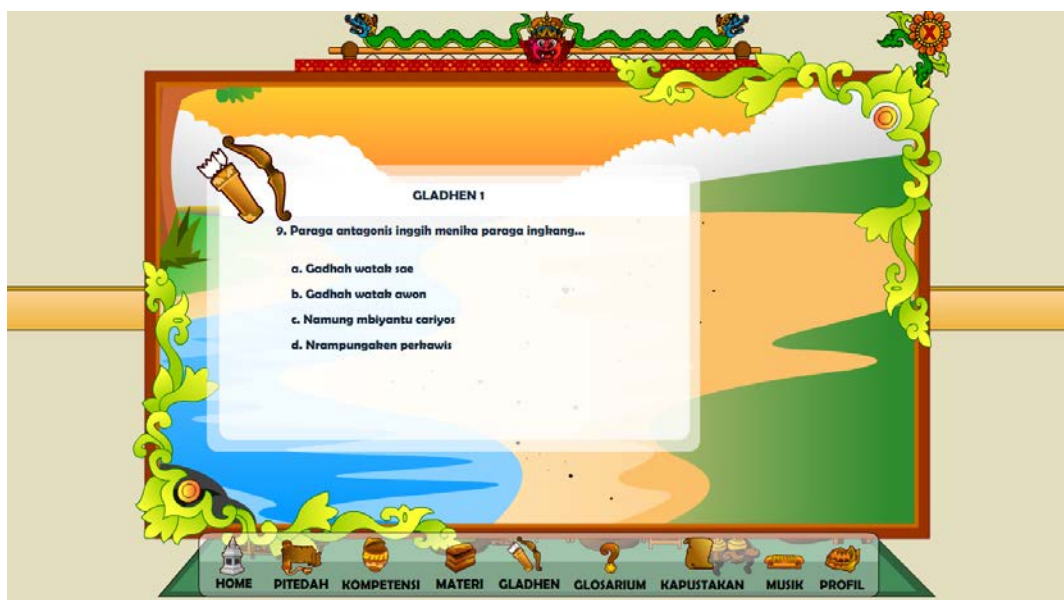 X
GLADHEN 1
9. Paraga antagonis inggih menika paraga ingkang...
a. Gadhah watak sae
b. Gadhah watak awon
c. Namung mbiyantu cariyos
d. Nrampungaken perkawis
HOME PITEDAH KOMPETENSI MATERI GLADHEN GLOSARIUM KAPUSTAKAN MUSIK PROFIL